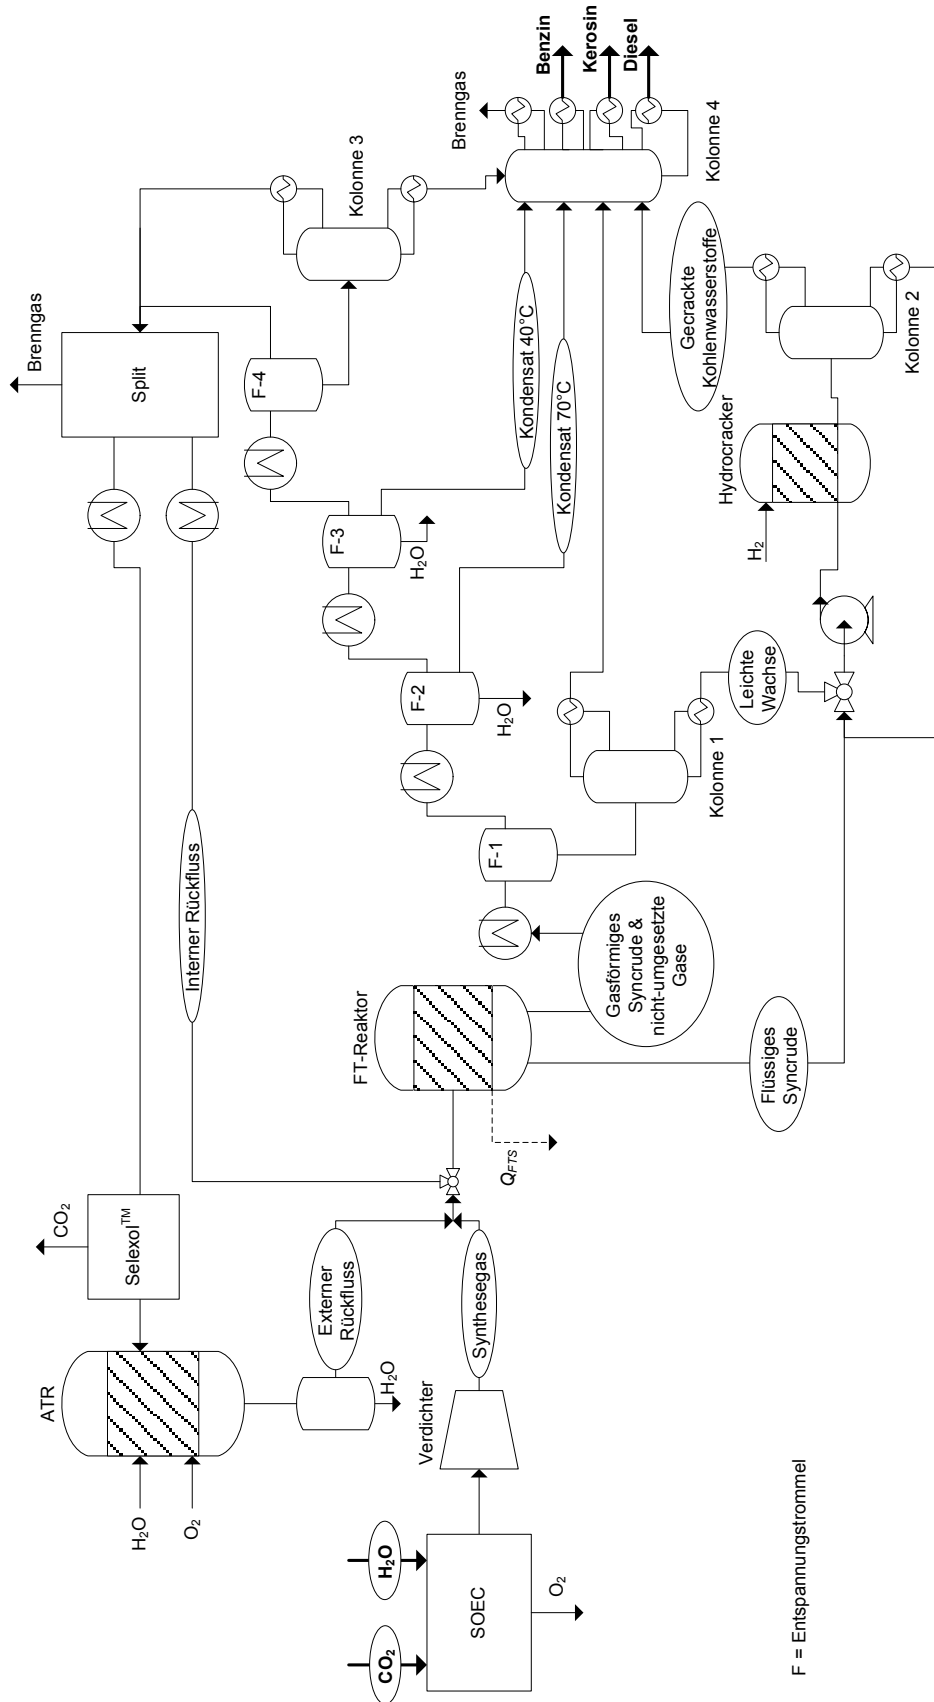 ATR
H₂O
O₂
CO₂
Selexol™
H₂O
Externer
Rückfluss
CO₂
H₂O
SOEC
O₂
Verdichter
Synthesegas
Interner Rückfluss
FT-Reaktor
Q_FTS
Gasförmiges
Syncrude &
nicht-umgesetzte
Gase
Flüssiges
Syncrude
F-1
F-2
H₂O
F-3
H₂O
F-4
Split
Brenngas
Kolonne 1
Leichte
Wachse
Kolonne 3
Kondensat 40°C
Kondensat 70°C
H₂
Hydrocracker
Kolonne 2
Gecrackte
Kohlenwasserstoffe
Brenngas
Benzin
Kerosin
Diesel
Kolonne 4
F = Entspannungstrommel